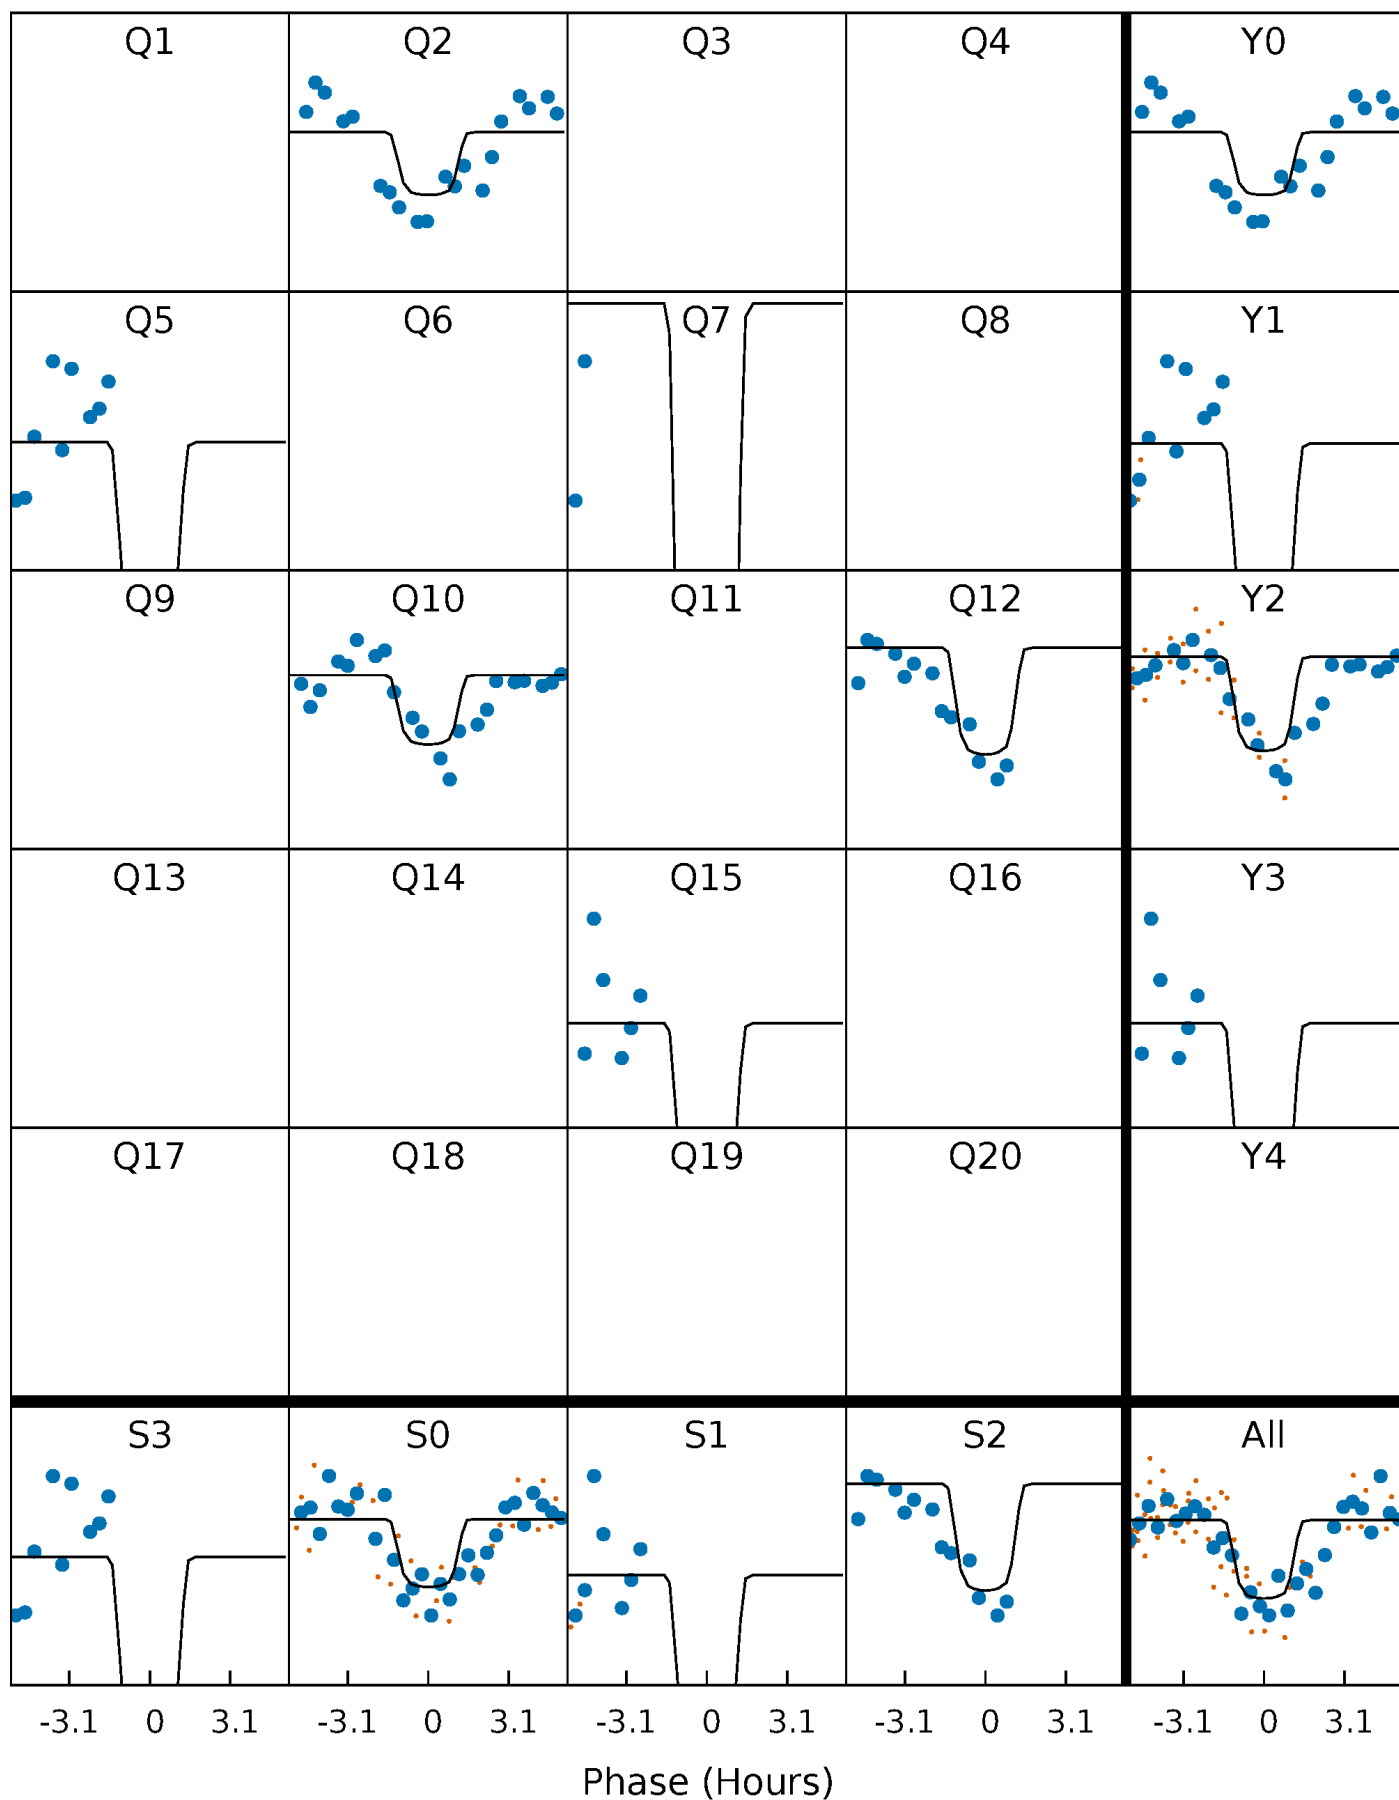 Q1 Q2 Q3 Q4 Y0
Q5 Q6 Q7 Q8 Y1
Q9 Q10 Q11 Q12 Y2
Q13 Q14 Q15 Q16 Y3
Q17 Q18 Q19 Q20 Y4
S3 S0 S1 S2 All
-3.1 0 3.1 -3.1 0 3.1 -3.1 0 3.1 -3.1 0 3.1 -3.1 0 3.1
Phase (Hours)